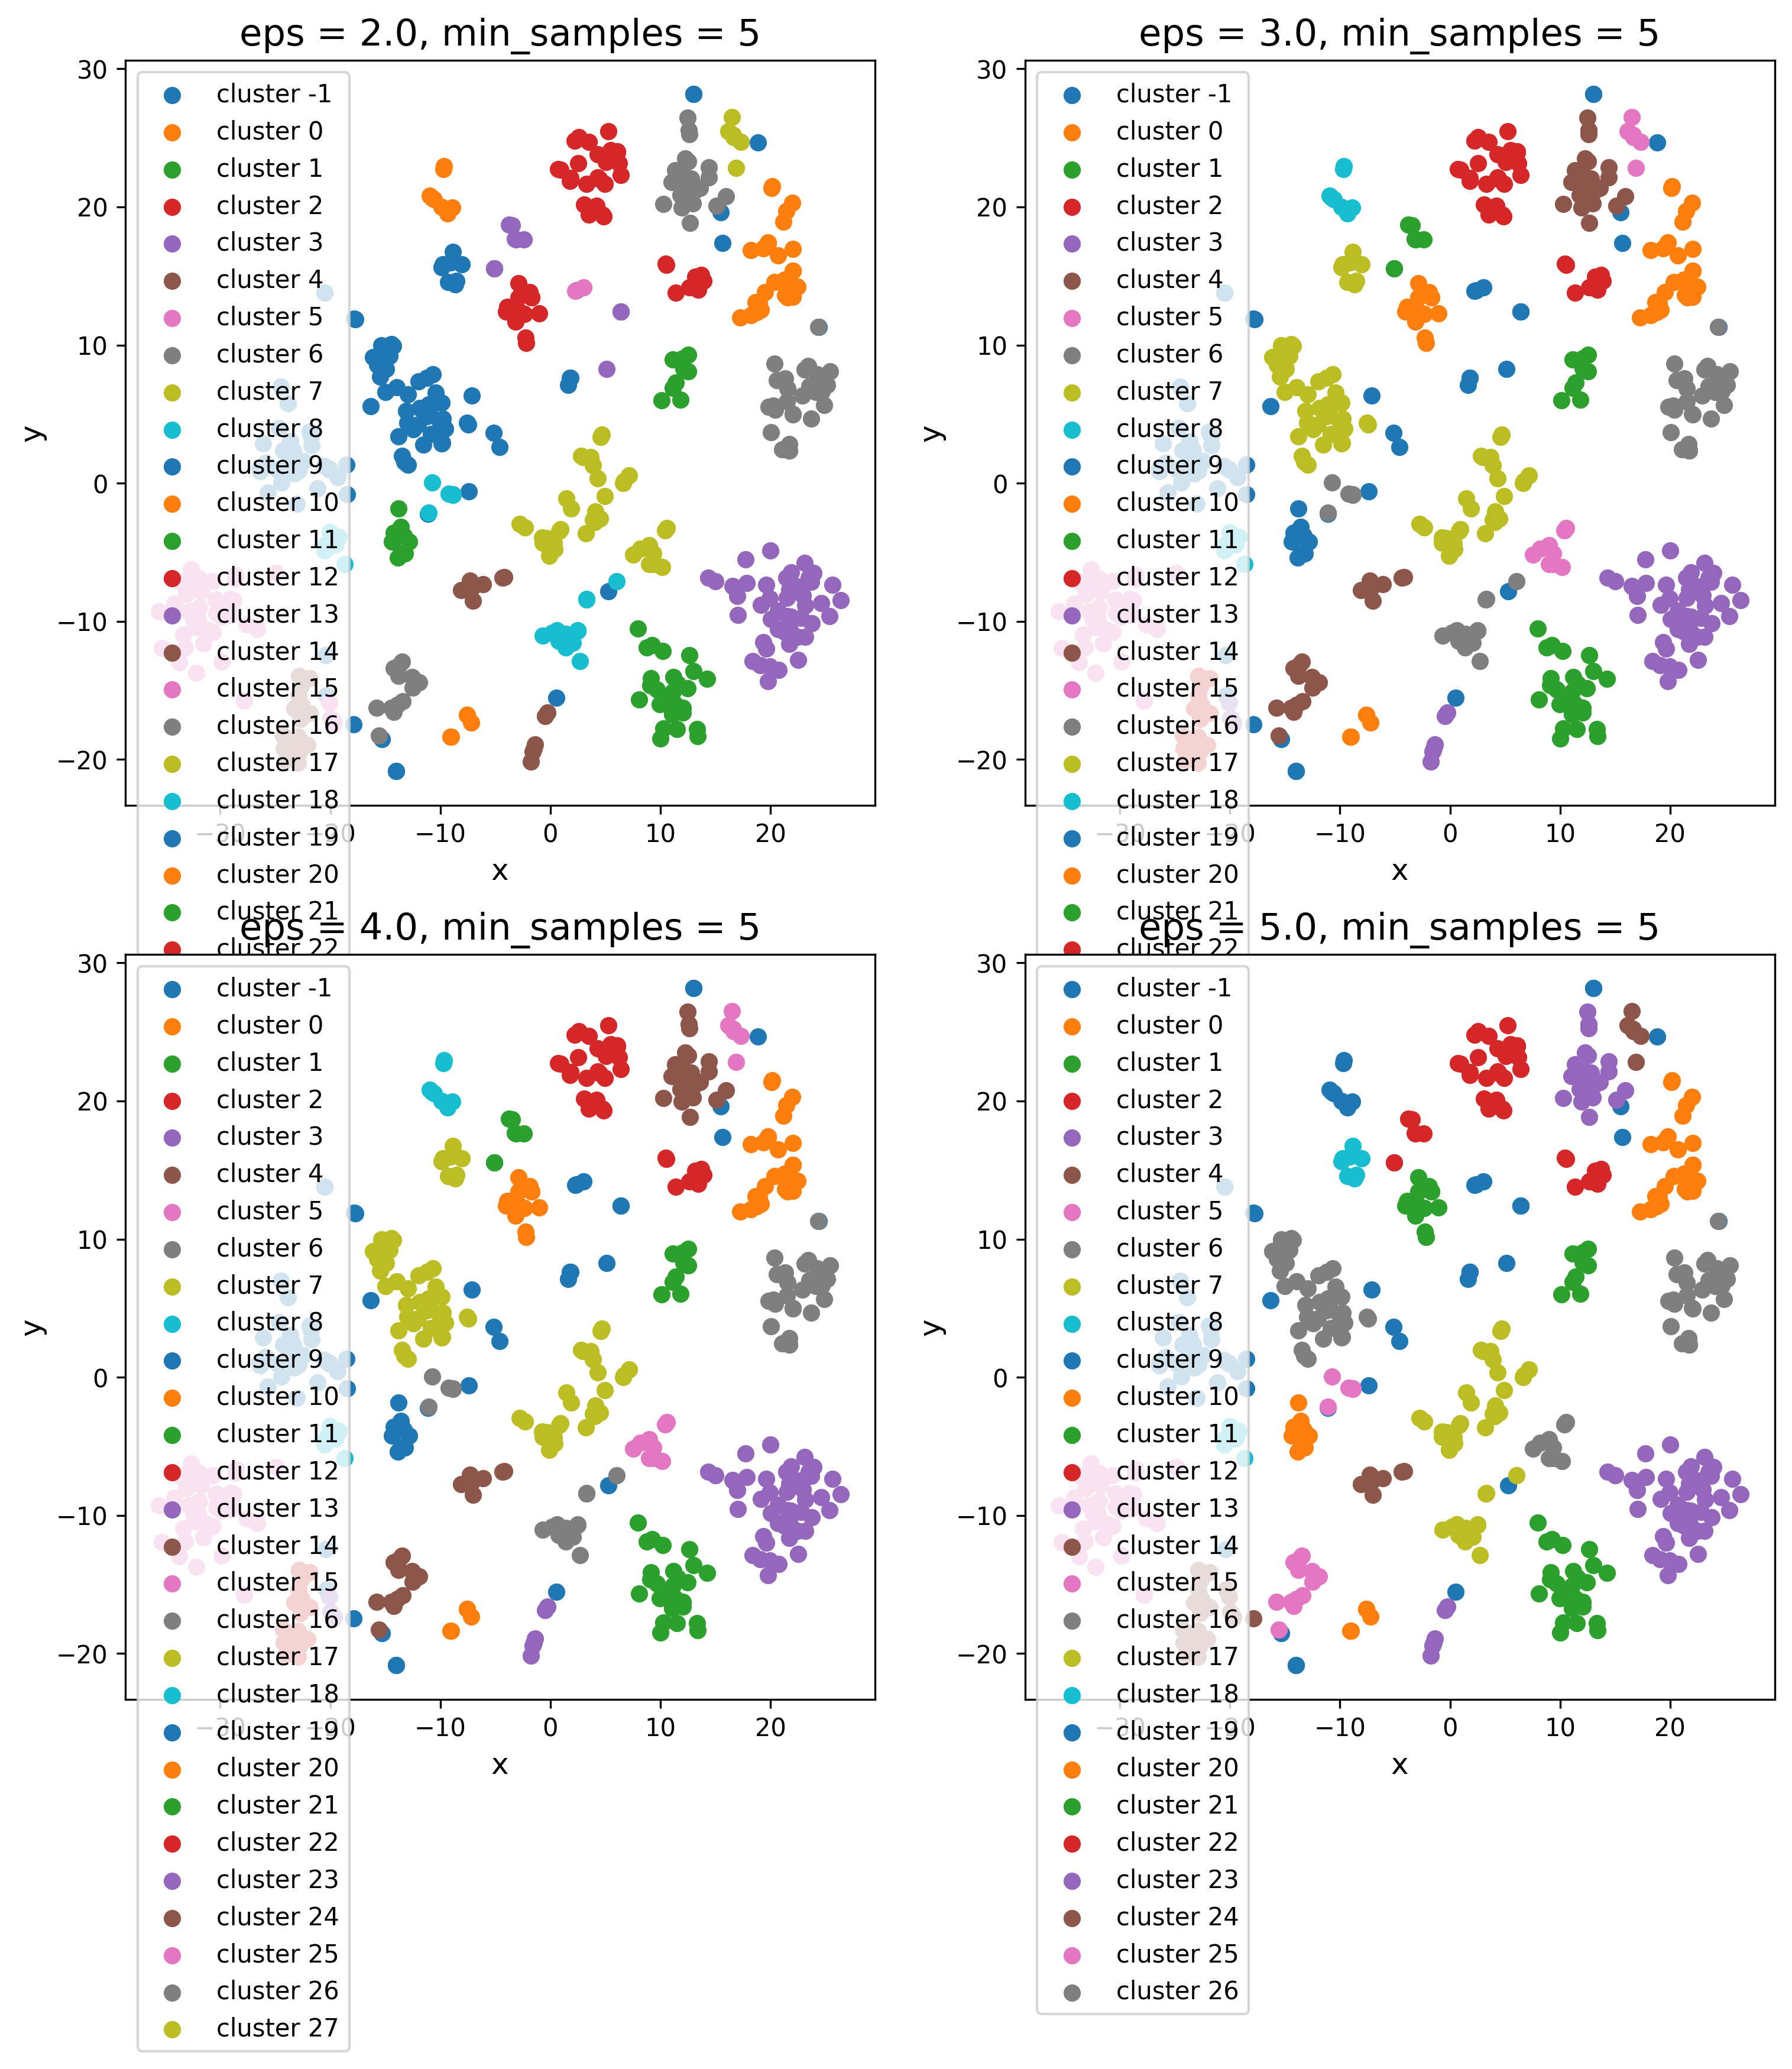 eps = 2.0, min_samples = 5
30
20
10
0
−10
−20
y
cluster -1
cluster 0
cluster 1
cluster 2
cluster 3
cluster 4
cluster 5
cluster 6
cluster 7
cluster 8
cluster 9
cluster 10
cluster 11
cluster 12
cluster 13
cluster 14
cluster 15
cluster 16
cluster 17
cluster 18
cluster 19
cluster 20
cluster 21
cluster 22
−20 −10 0 10 20
x
eps = 3.0, min_samples = 5
30
20
10
0
−10
−20
y
cluster -1
cluster 0
cluster 1
cluster 2
cluster 3
cluster 4
cluster 5
cluster 6
cluster 7
cluster 8
cluster 9
cluster 10
cluster 11
cluster 12
cluster 13
cluster 14
cluster 15
cluster 16
cluster 17
cluster 18
cluster 19
cluster 20
cluster 21
cluster 22
−20 −10 0 10 20
x
eps = 4.0, min_samples = 5
30
20
10
0
−10
−20
y
cluster -1
cluster 0
cluster 1
cluster 2
cluster 3
cluster 4
cluster 5
cluster 6
cluster 7
cluster 8
cluster 9
cluster 10
cluster 11
cluster 12
cluster 13
cluster 14
cluster 15
cluster 16
cluster 17
cluster 18
cluster 19
cluster 20
cluster 21
cluster 22
cluster 23
cluster 24
cluster 25
cluster 26
cluster 27
−20 −10 0 10 20
x
eps = 5.0, min_samples = 5
30
20
10
0
−10
−20
y
cluster -1
cluster 0
cluster 1
cluster 2
cluster 3
cluster 4
cluster 5
cluster 6
cluster 7
cluster 8
cluster 9
cluster 10
cluster 11
cluster 12
cluster 13
cluster 14
cluster 15
cluster 16
cluster 17
cluster 18
cluster 19
cluster 20
cluster 21
cluster 22
cluster 23
cluster 24
cluster 25
cluster 26
−20 −10 0 10 20
x